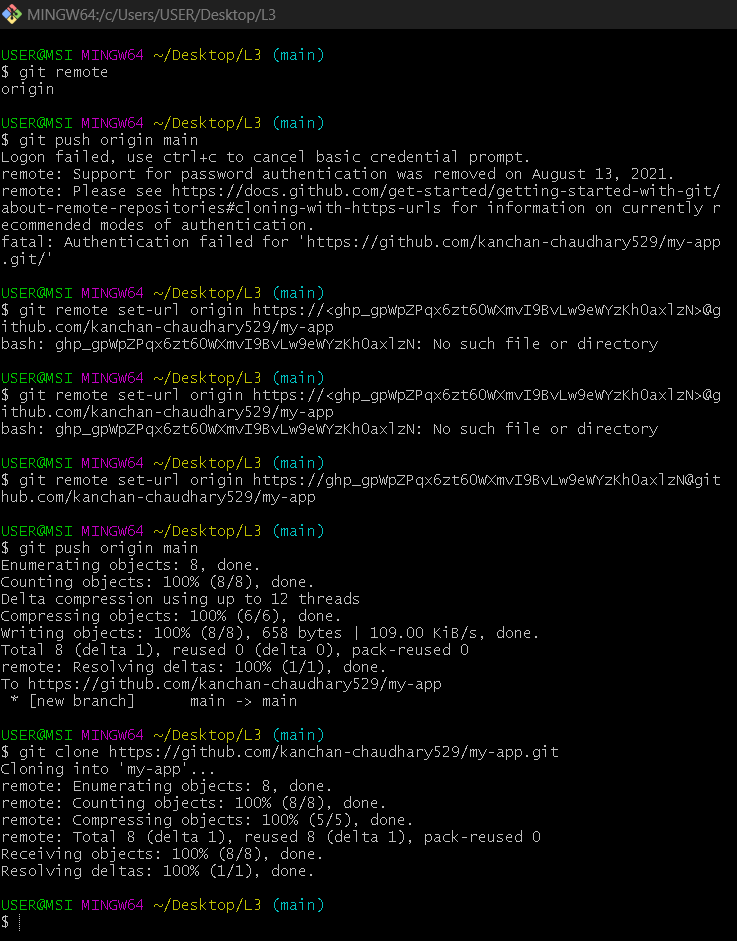 MINGW64:/c/Users/USER/Desktop/L3
USER@MSI MINGW64 ~/Desktop/L3 (main)
$ git remote
origin
USER@MSI MINGW64 ~/Desktop/L3 (main)
$ git push origin main
Logon failed, use ctrl+c to cancel basic credential prompt.
remote: Support for password authentication was removed on August 13, 2021.
remote: Please see https://docs.github.com/get-started/getting-started-with-git/
about-remote-repositories#cloning-with-https-urls for information on currently r
ecommended modes of authentication.
fatal: Authentication failed for 'https://github.com/kanchan-chaudhary529/my-app
.git/'
USER@MSI MINGW64 ~/Desktop/L3 (main)
$ git remote set-url origin https://<>@g
ithub.com/kanchan-chaudhary529/my-app
bash: : No such file or directory
USER@MSI MINGW64 ~/Desktop/L3 (main)
$ git remote set-url origin https://<>@g
ithub.com/kanchan-chaudhary529/my-app
bash: : No such file or directory
USER@MSI MINGW64 ~/Desktop/L3 (main)
$ git remote set-url origin https://@git
hub.com/kanchan-chaudhary529/my-app
USER@MSI MINGW64 ~/Desktop/L3 (main)
$ git push origin main
Enumerating objects: 8, done.
Counting objects: 100% (8/8), done.
Delta compression using up to 12 threads
Compressing objects: 100% (6/6), done.
Writing objects: 100% (8/8), 658 bytes | 109.00 KiB/s, done.
Total 8 (delta 1), reused 0 (delta 0), pack-reused 0
remote: Resolving deltas: 100% (1/1), done.
To https://github.com/kanchan-chaudhary529/my-app
 * [new branch]      main -> main
USER@MSI MINGW64 ~/Desktop/L3 (main)
$ git clone https://github.com/kanchan-chaudhary529/my-app.git
Cloning into 'my-app'...
remote: Enumerating objects: 8, done.
remote: Counting objects: 100% (8/8), done.
remote: Compressing objects: 100% (5/5), done.
remote: Total 8 (delta 1), reused 8 (delta 1), pack-reused 0
Receiving objects: 100% (8/8), done.
Resolving deltas: 100% (1/1), done.
USER@MSI MINGW64 ~/Desktop/L3 (main)
$